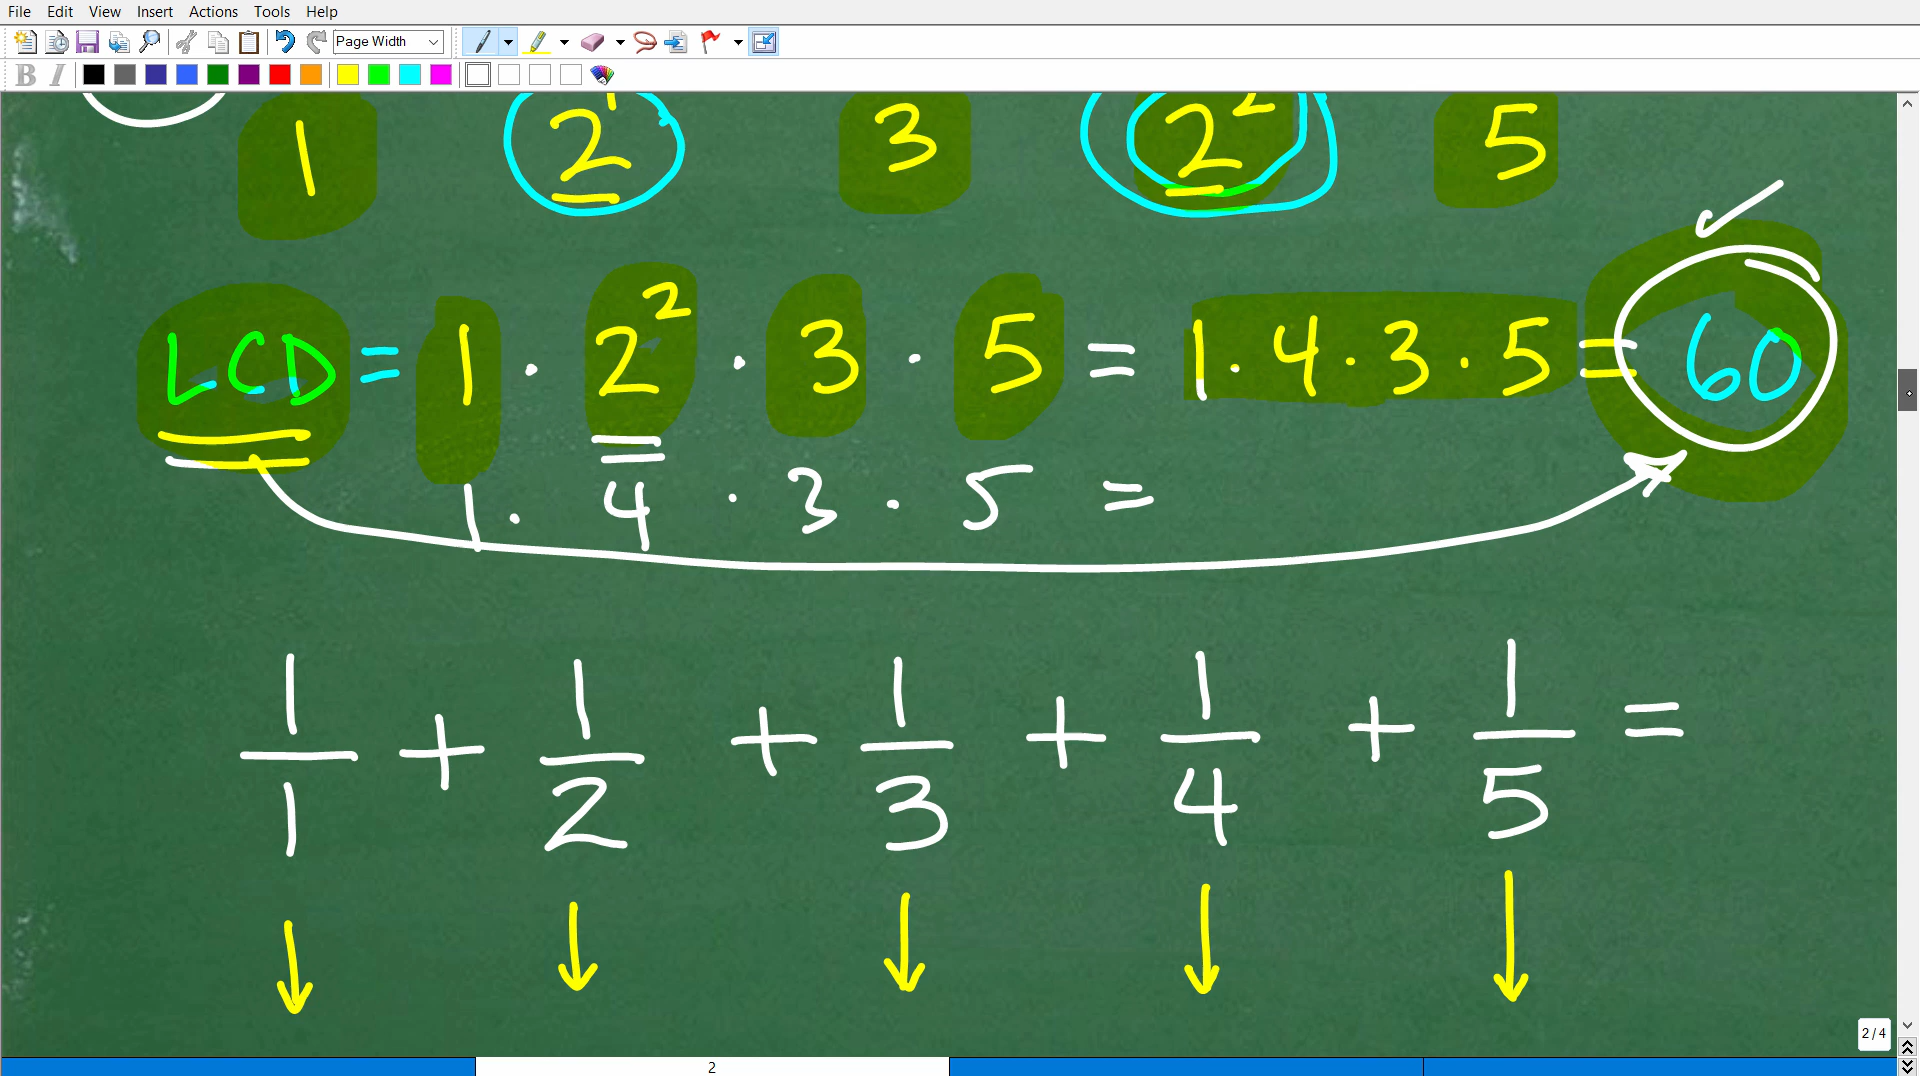 File Edit View Insert Actions Tools Help
Page Width
B I
1 2¹ 3 2² 5
LCD = 1 · 2² · 3 · 5 = 1 · 4 · 3 · 5 = 60
1 · 4 · 3 · 5 =
1/1 + 1/2 + 1/3 + 1/4 + 1/5 =
2 / 4
2